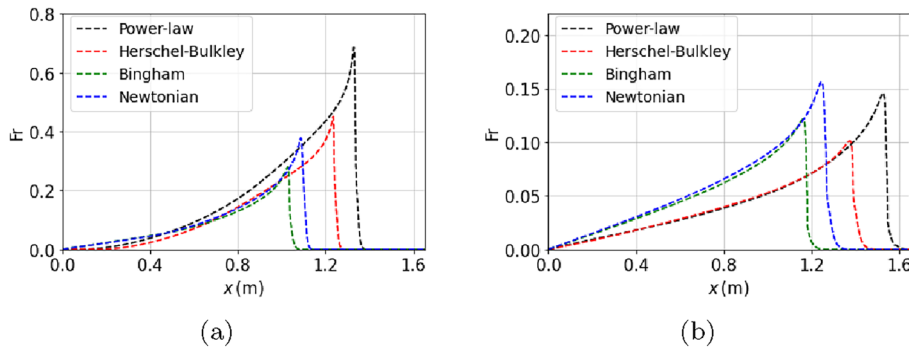 0.8
0.6
0.4
0.2
0.0
Fr
Power-law
Herschel-Bulkley
Bingham
Newtonian
0.0 0.4 0.8 1.2 1.6
x (m)
(a)
0.20
0.15
0.10
0.05
0.00
Fr
Power-law
Herschel-Bulkley
Bingham
Newtonian
0.0 0.4 0.8 1.2 1.6
x (m)
(b)